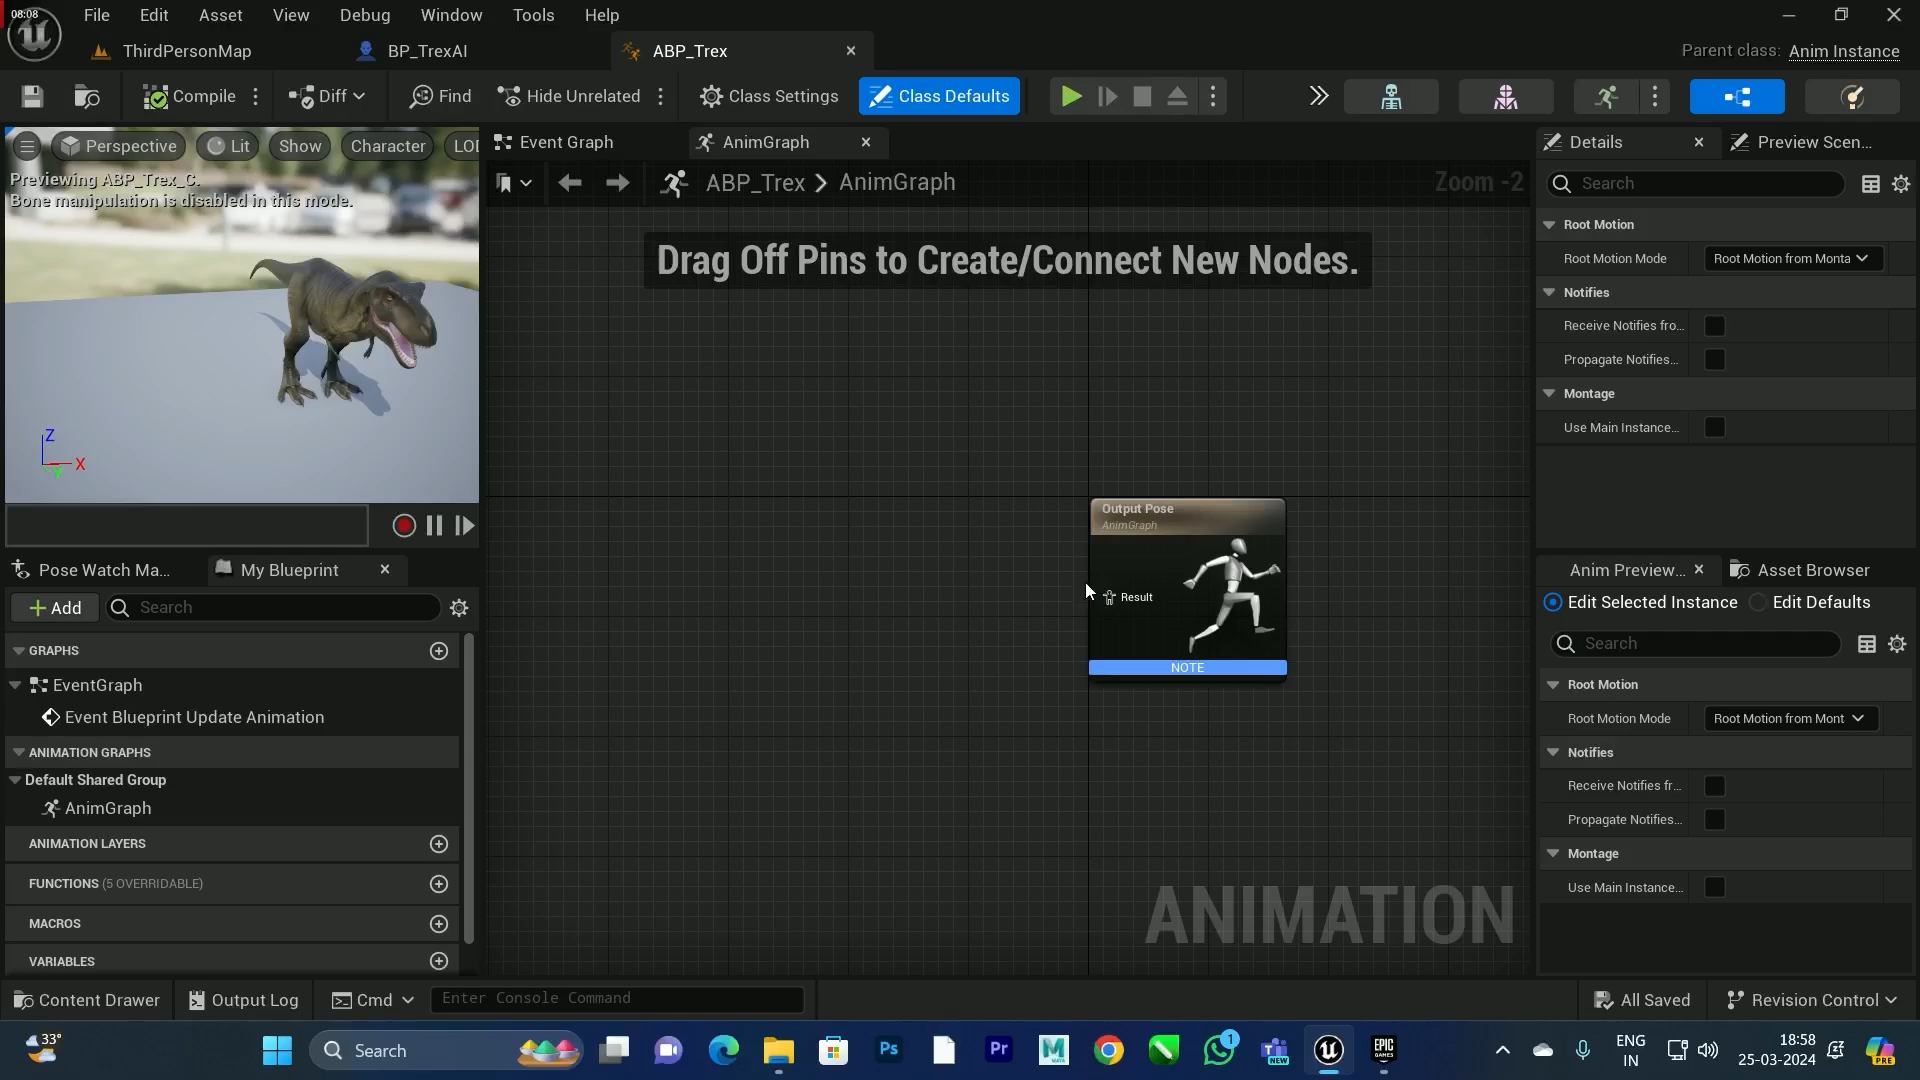 08:08
File Edit Asset View Debug Window Tools Help
ThirdPersonMap BP_TrexAI ABP_Trex Parent class: Anim Instance
Compile Diff Find Hide Unrelated Class Settings Class Defaults
Perspective Lit Show Character LO
Previewing ABP_Trex_C.
Bone manipulation is disabled in this mode.
Z
X
Y
Event Graph AnimGraph
ABP_Trex > AnimGraph Zoom -2
Drag Off Pins to Create/Connect New Nodes.
Output Pose
AnimGraph
Result
NOTE
ANIMATION
Details Preview Scen...
Search
Root Motion
Root Motion Mode Root Motion from Monta
Notifies
Receive Notifies fro...
Propagate Notifies...
Montage
Use Main Instance...
Pose Watch Ma... My Blueprint
Add Search
GRAPHS
EventGraph
Event Blueprint Update Animation
ANIMATION GRAPHS
Default Shared Group
AnimGraph
ANIMATION LAYERS
FUNCTIONS (5 OVERRIDABLE)
MACROS
VARIABLES
Anim Preview... Asset Browser
Edit Selected Instance Edit Defaults
Search
Root Motion
Root Motion Mode Root Motion from Mont
Notifies
Receive Notifies fr...
Propagate Notifies...
Montage
Use Main Instance...
Content Drawer Output Log Cmd Enter Console Command All Saved Revision Control
33°
Search
Ps
Pr
M
1
NEW
EPIC
GAMES
ENG
IN
18:58
25-03-2024
PRE